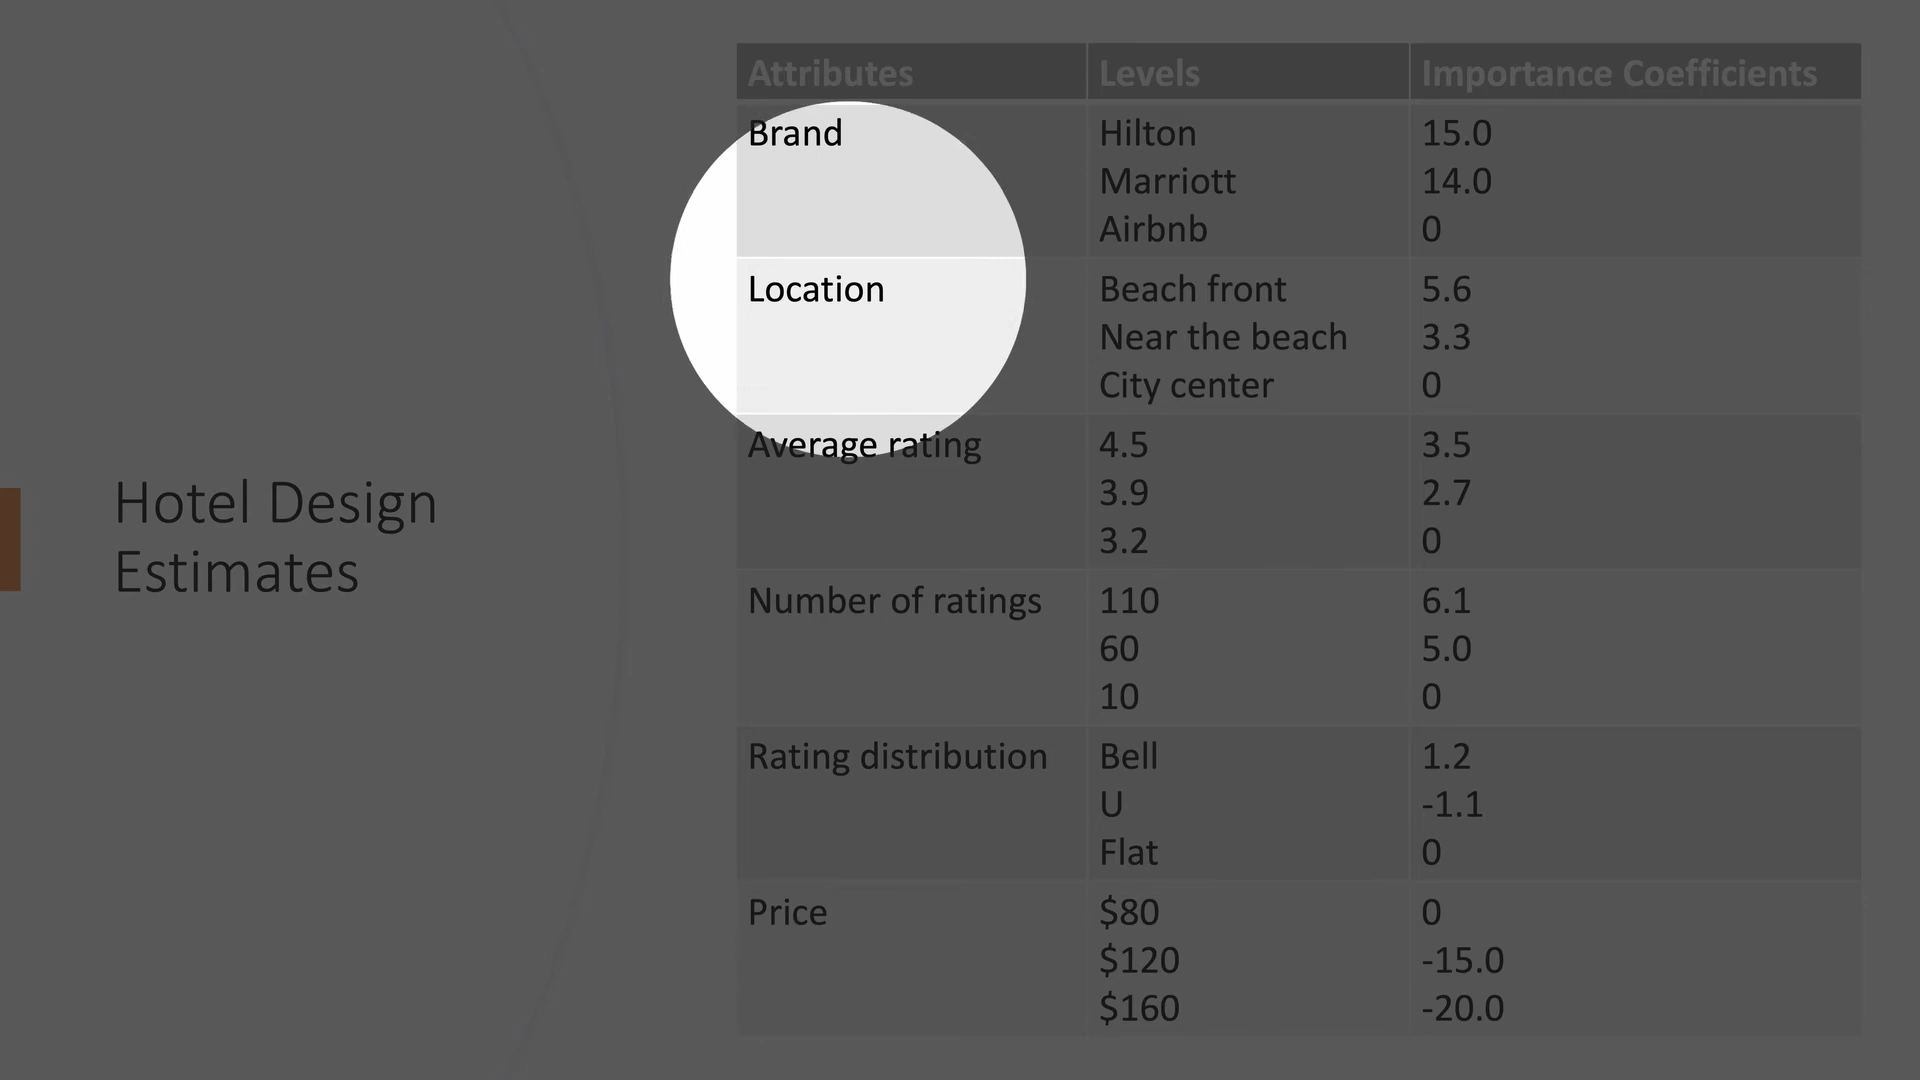 Hotel Design
Estimates
Attributes Levels Importance Coefficients
Brand Hilton 15.0
Marriott 14.0
Airbnb 0
Location Beach front 5.6
Near the beach 3.3
City center 0
Average rating 4.5 3.5
3.9 2.7
3.2 0
Number of ratings 110 6.1
60 5.0
10 0
Rating distribution Bell 1.2
U -1.1
Flat 0
Price $80 0
$120 -15.0
$160 -20.0